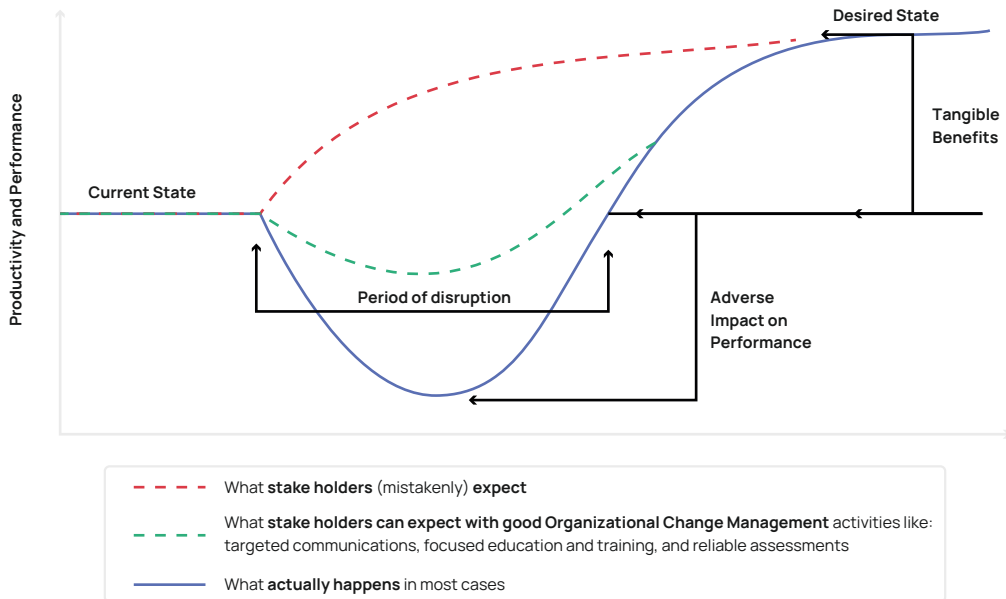 Desired State
Productivity and Performance
Tangible
Benefits
Current State
Period of disruption
Adverse
Impact on
Performance
What stake holders (mistakenly) expect
What stake holders can expect with good Organizational Change Management activities like:
targeted communications, focused education and training, and reliable assessments
What actually happens in most cases